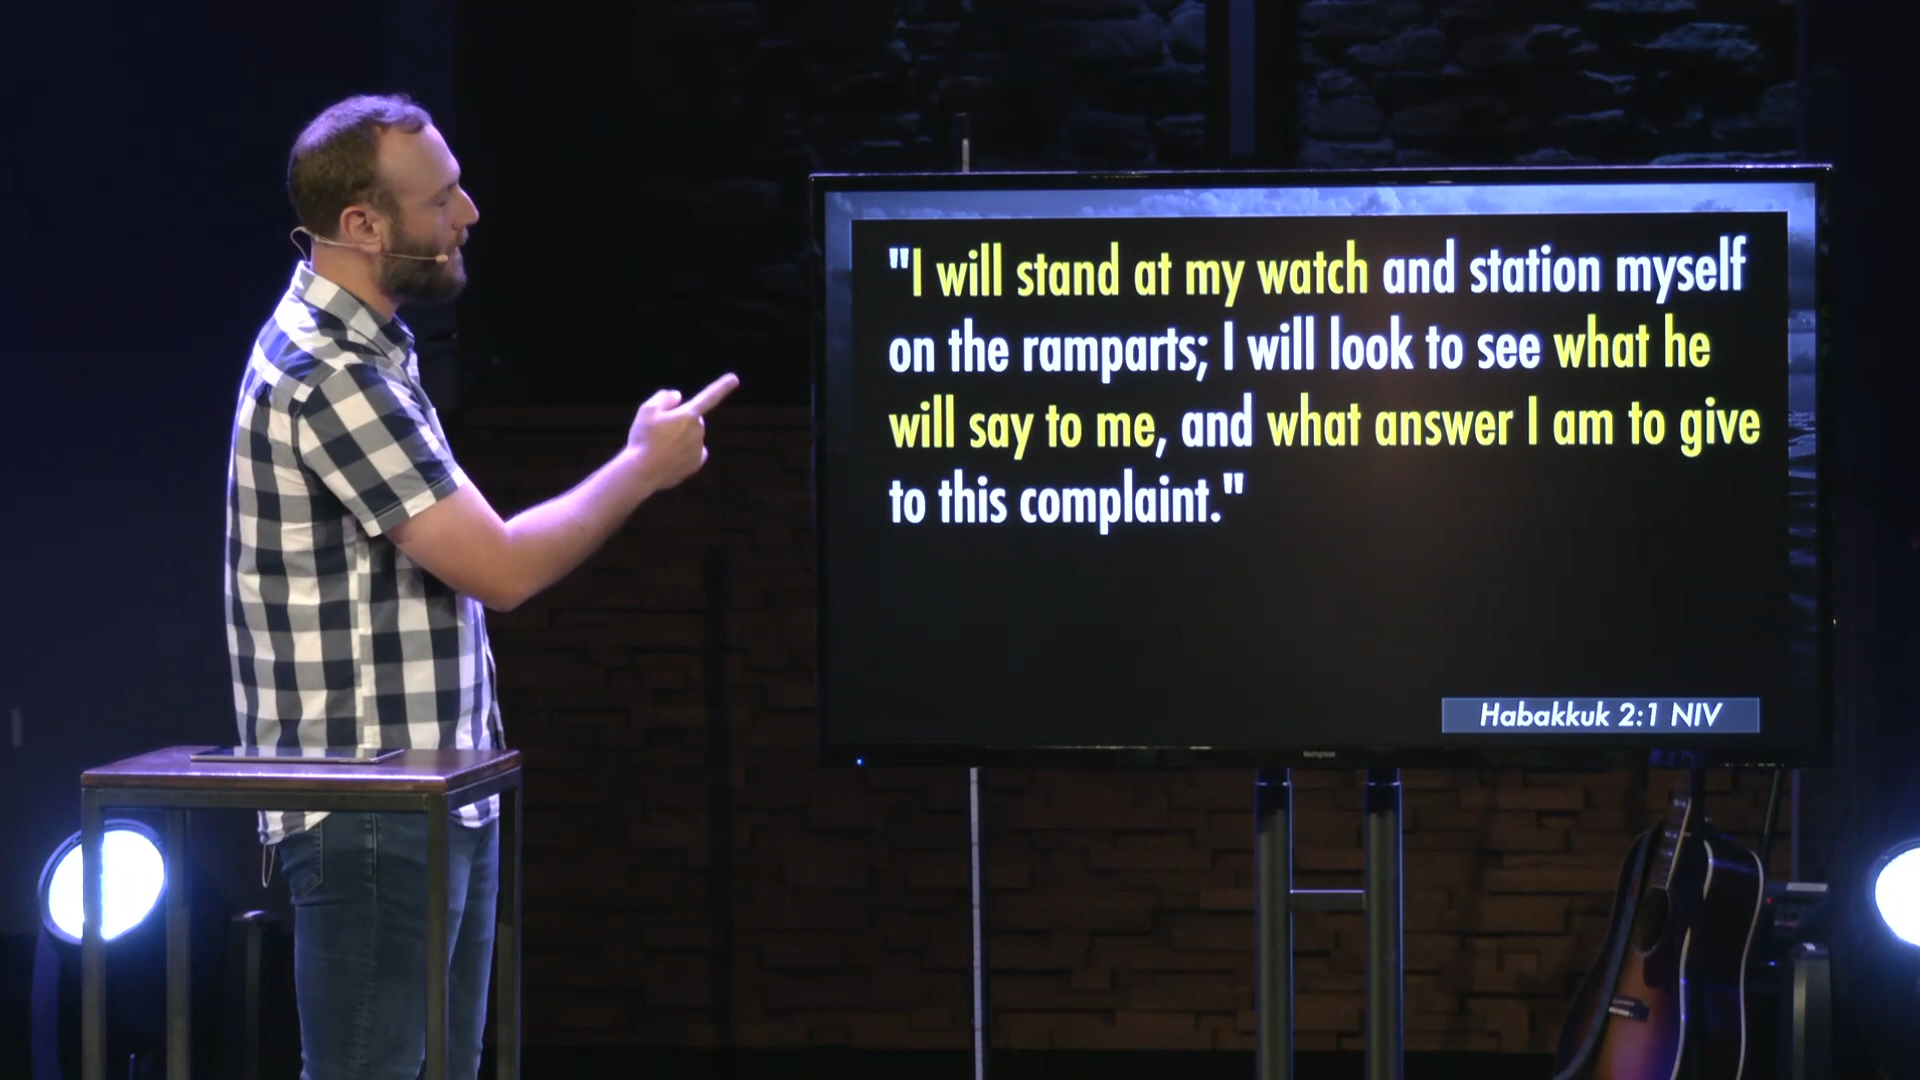 "I will stand at my watch and station myself
on the ramparts; I will look to see what he
will say to me, and what answer I am to give
to this complaint."
Habakkuk 2:1 NIV